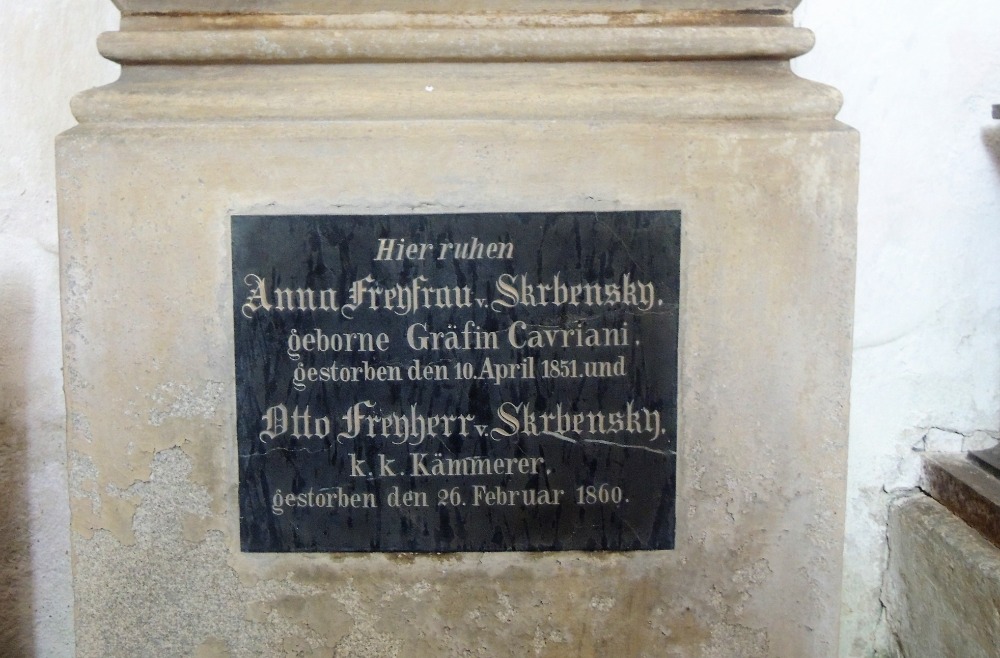 Hier ruhen
Anna Freyfrau v. Skrbensky.
geborne Gräfin Cavriani.
gestorben den 10. April 1851. und
Otto Freyherr v. Skrbensky.
k. k. Kämmerer.
gestorben den 26. Februar 1860.